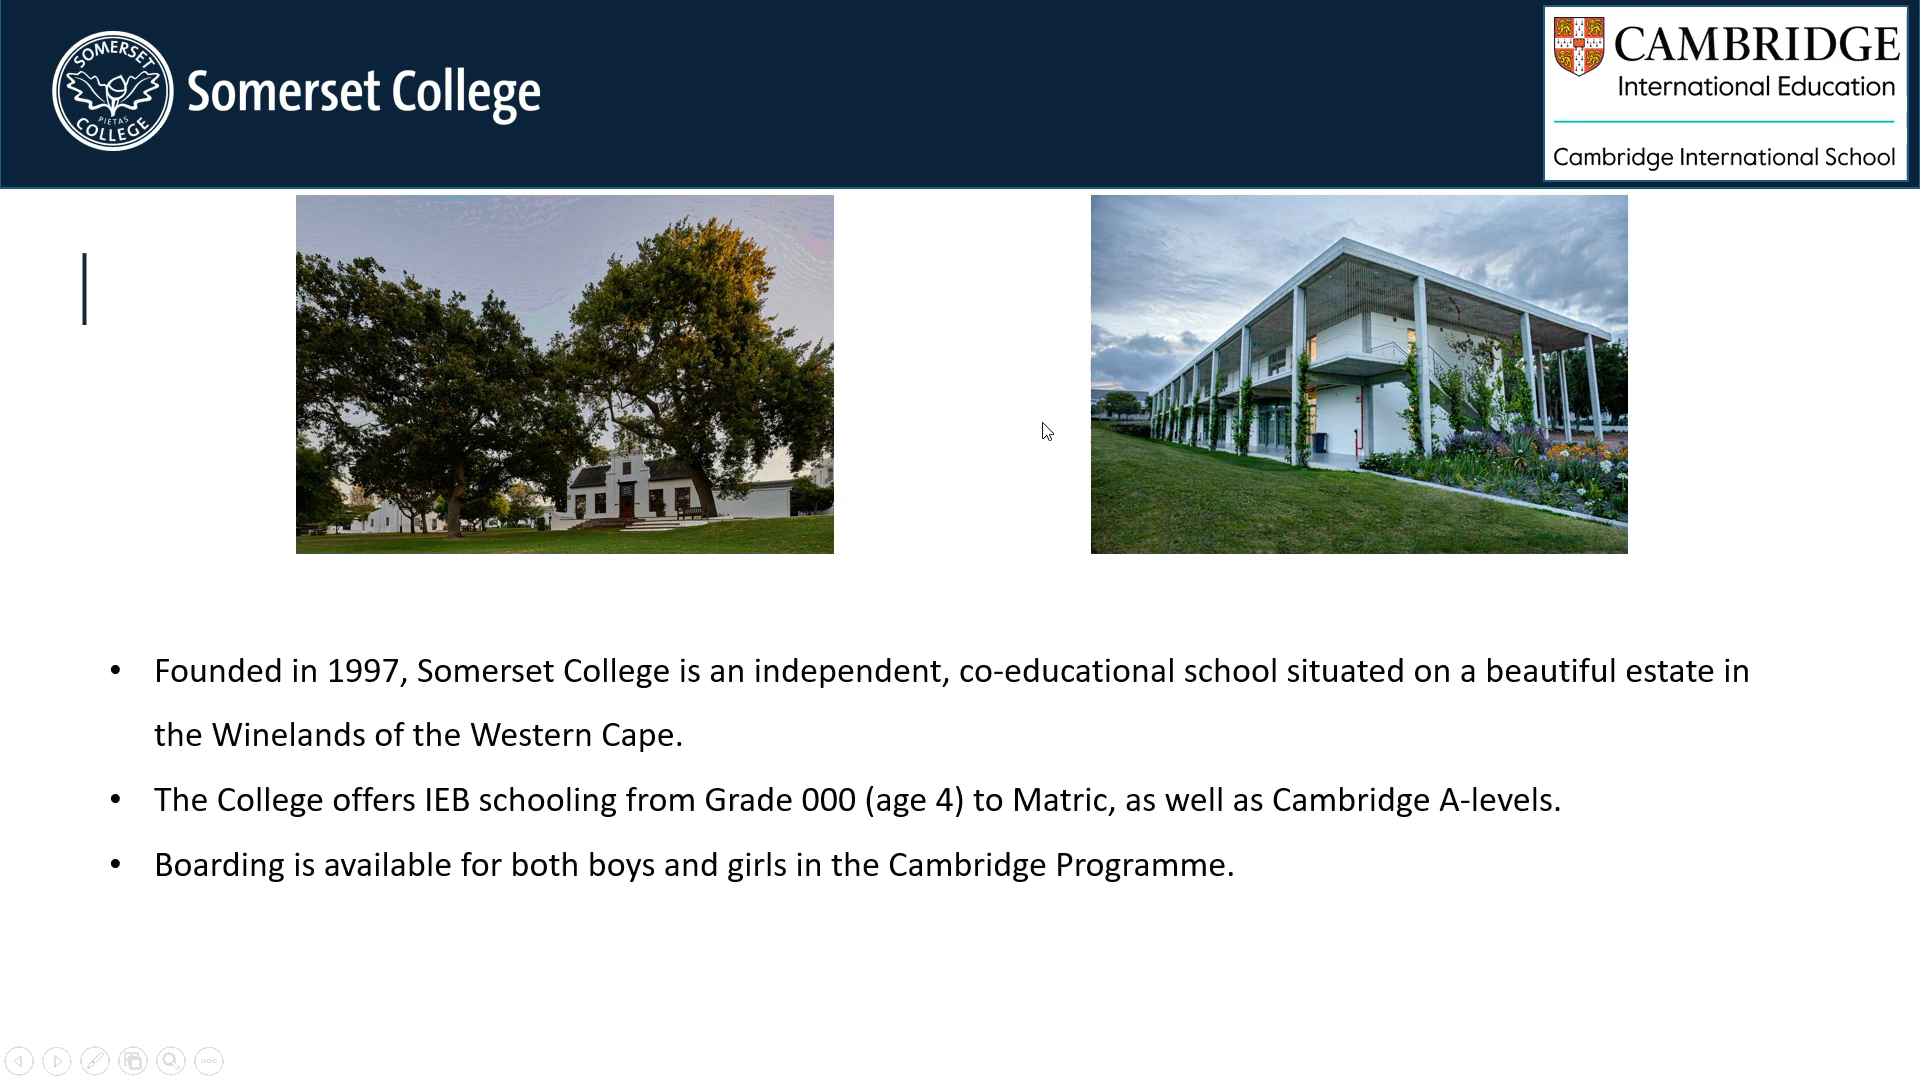 SOMERSET
PIETAS
COLLEGE
Somerset College
CAMBRIDGE
International Education
Cambridge International School
• Founded in 1997, Somerset College is an independent, co-educational school situated on a beautiful estate in
the Winelands of the Western Cape.
• The College offers IEB schooling from Grade 000 (age 4) to Matric, as well as Cambridge A-levels.
• Boarding is available for both boys and girls in the Cambridge Programme.